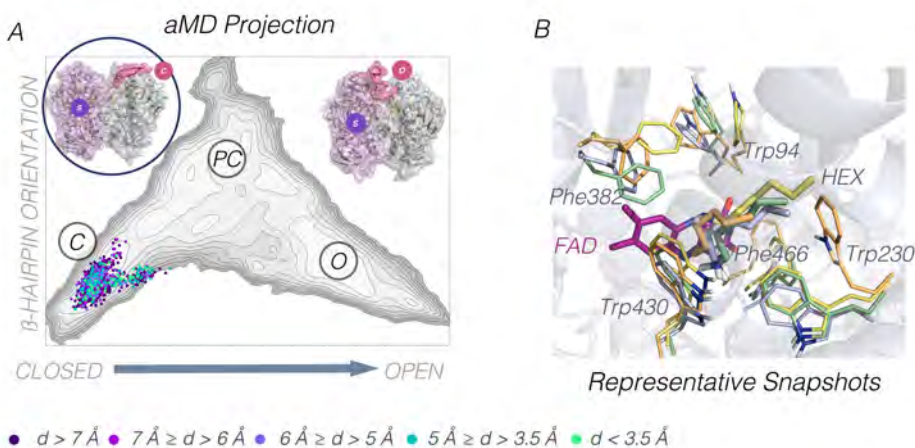 A
aMD Projection
β-HAIRPIN ORIENTATION
S
C
S
O
PC
C
O
CLOSED
OPEN
B
Trp94
HEX
Phe382
FAD
Phe466
Trp230
Trp430
Representative Snapshots
d > 7 Å
7 Å ≥ d > 6 Å
6 Å ≥ d > 5 Å
5 Å ≥ d > 3.5 Å
d < 3.5 Å